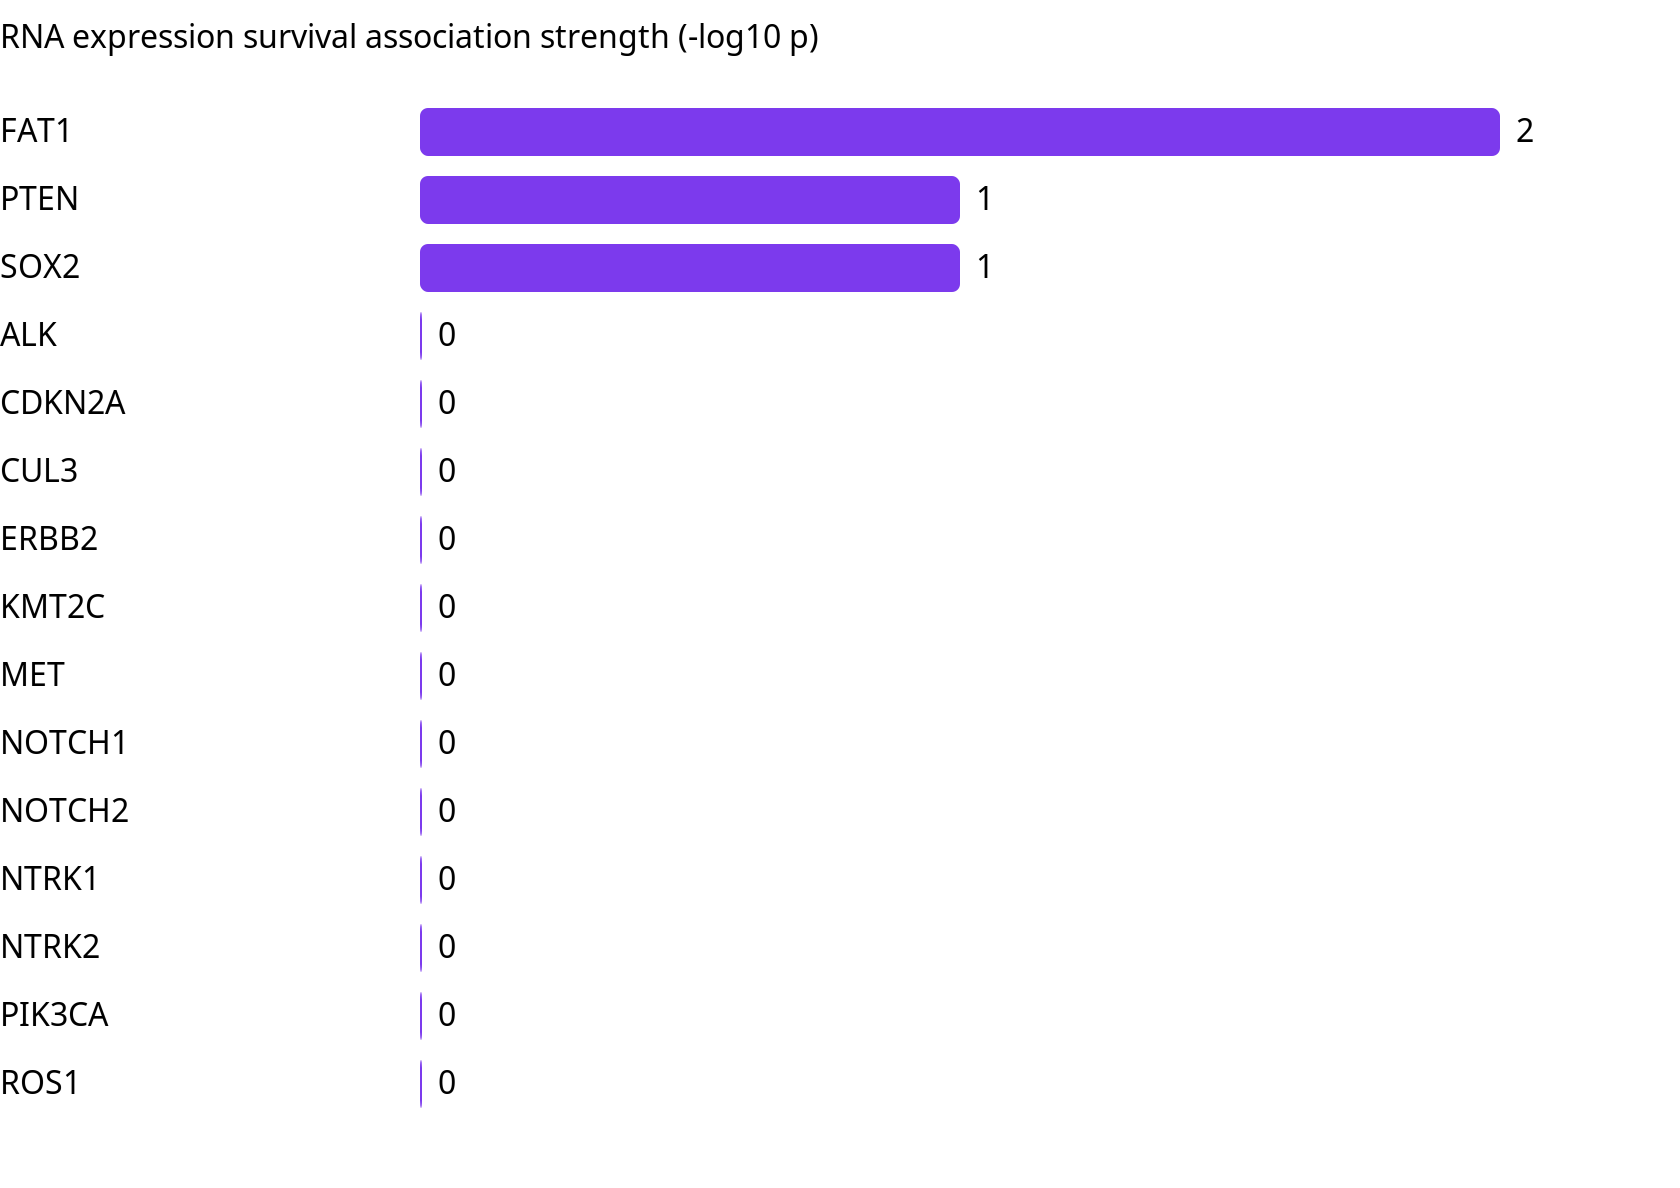 RNA expression survival association strength (-log10 p)
FAT1 2
PTEN 1
SOX2 1
ALK 0
CDKN2A 0
CUL3 0
ERBB2 0
KMT2C 0
MET 0
NOTCH1 0
NOTCH2 0
NTRK1 0
NTRK2 0
PIK3CA 0
ROS1 0